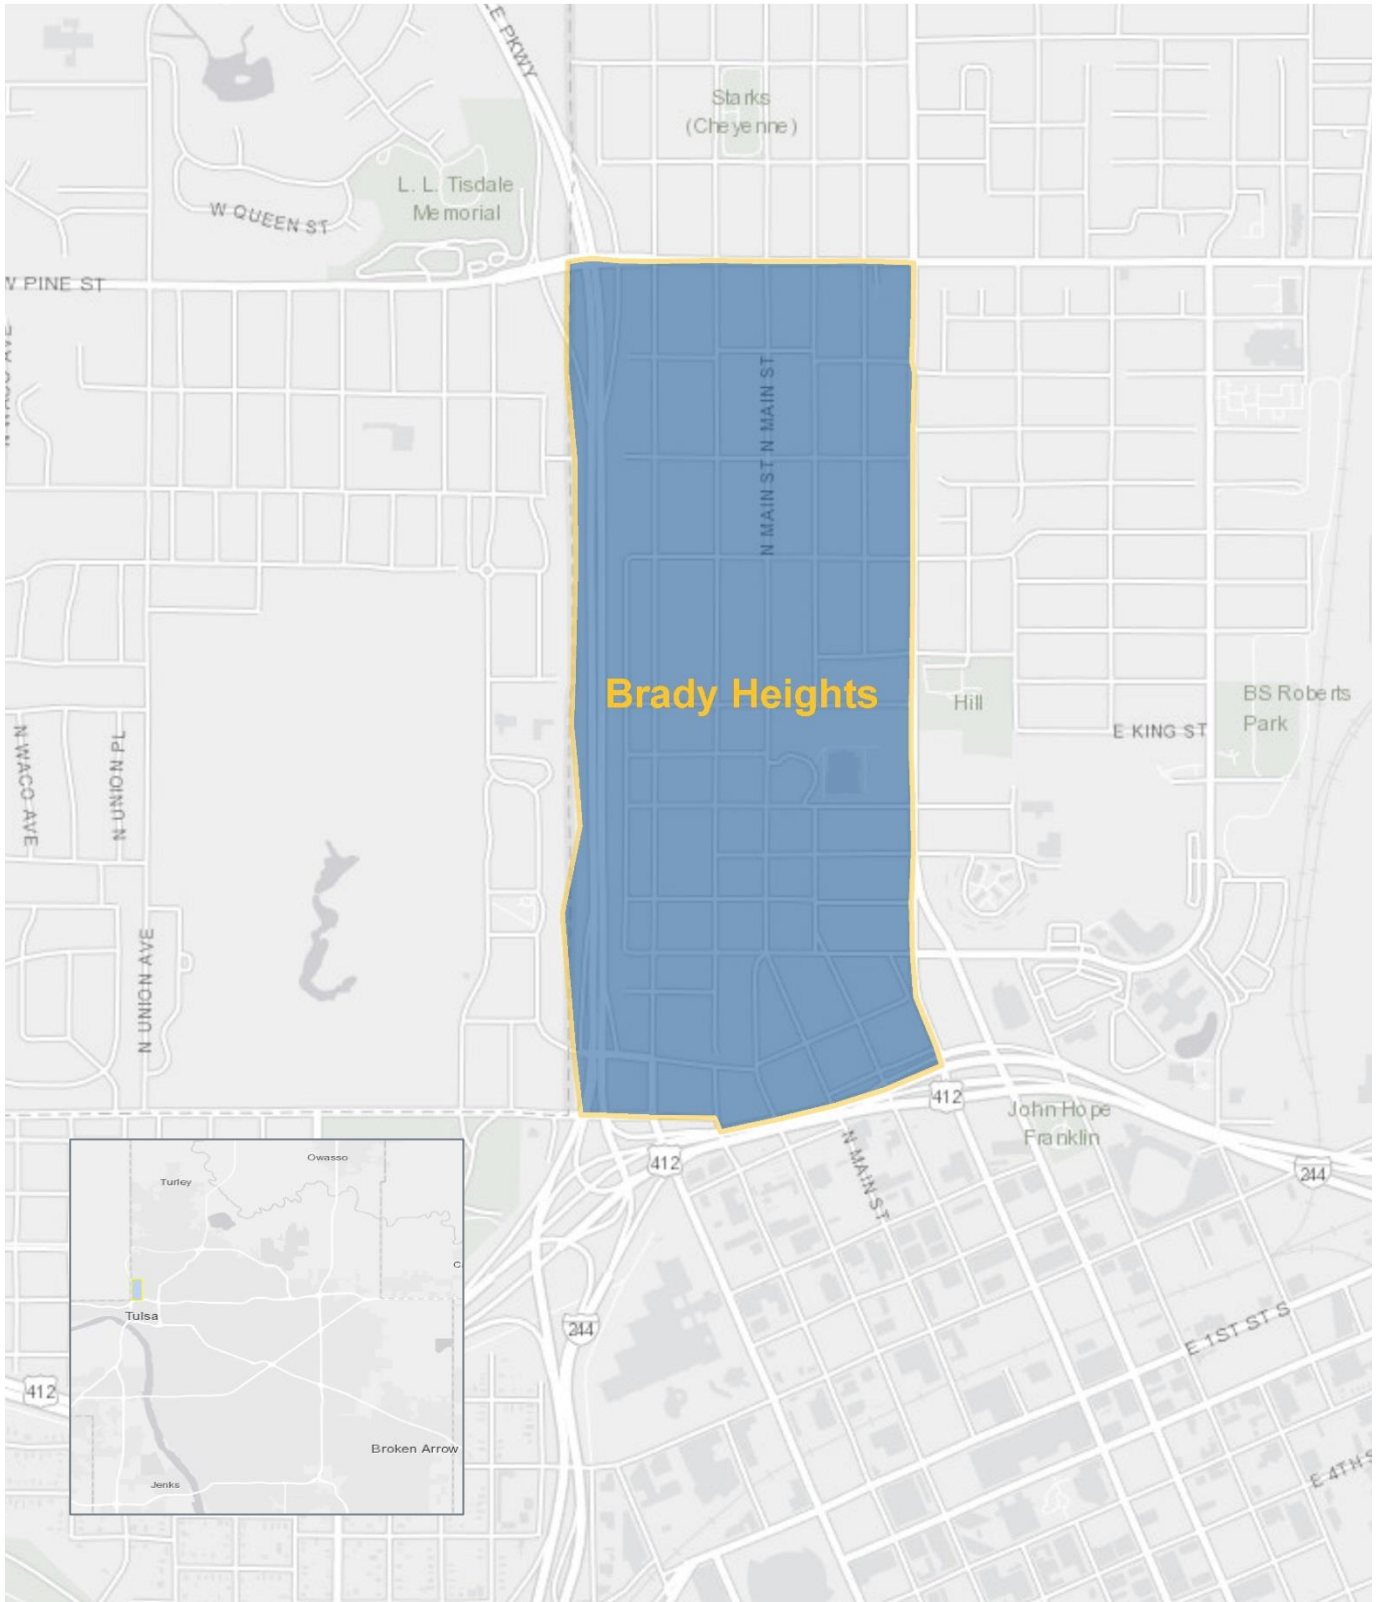 E PKWY
Starks
(Cheyenne)
L. L. Tisdale
Memorial
W QUEEN ST
W PINE ST
N MAIN ST N MAIN ST
Brady Heights
Hill
BS Roberts
Park
E KING ST
N WACO AVE
N UNION PL
N UNION AVE
412
John Hope
Franklin
412
N MAIN ST
244
Owasso
Turley
C
Tulsa
244
E 1ST ST S
412
Broken Arrow
Jenks
E 4TH S